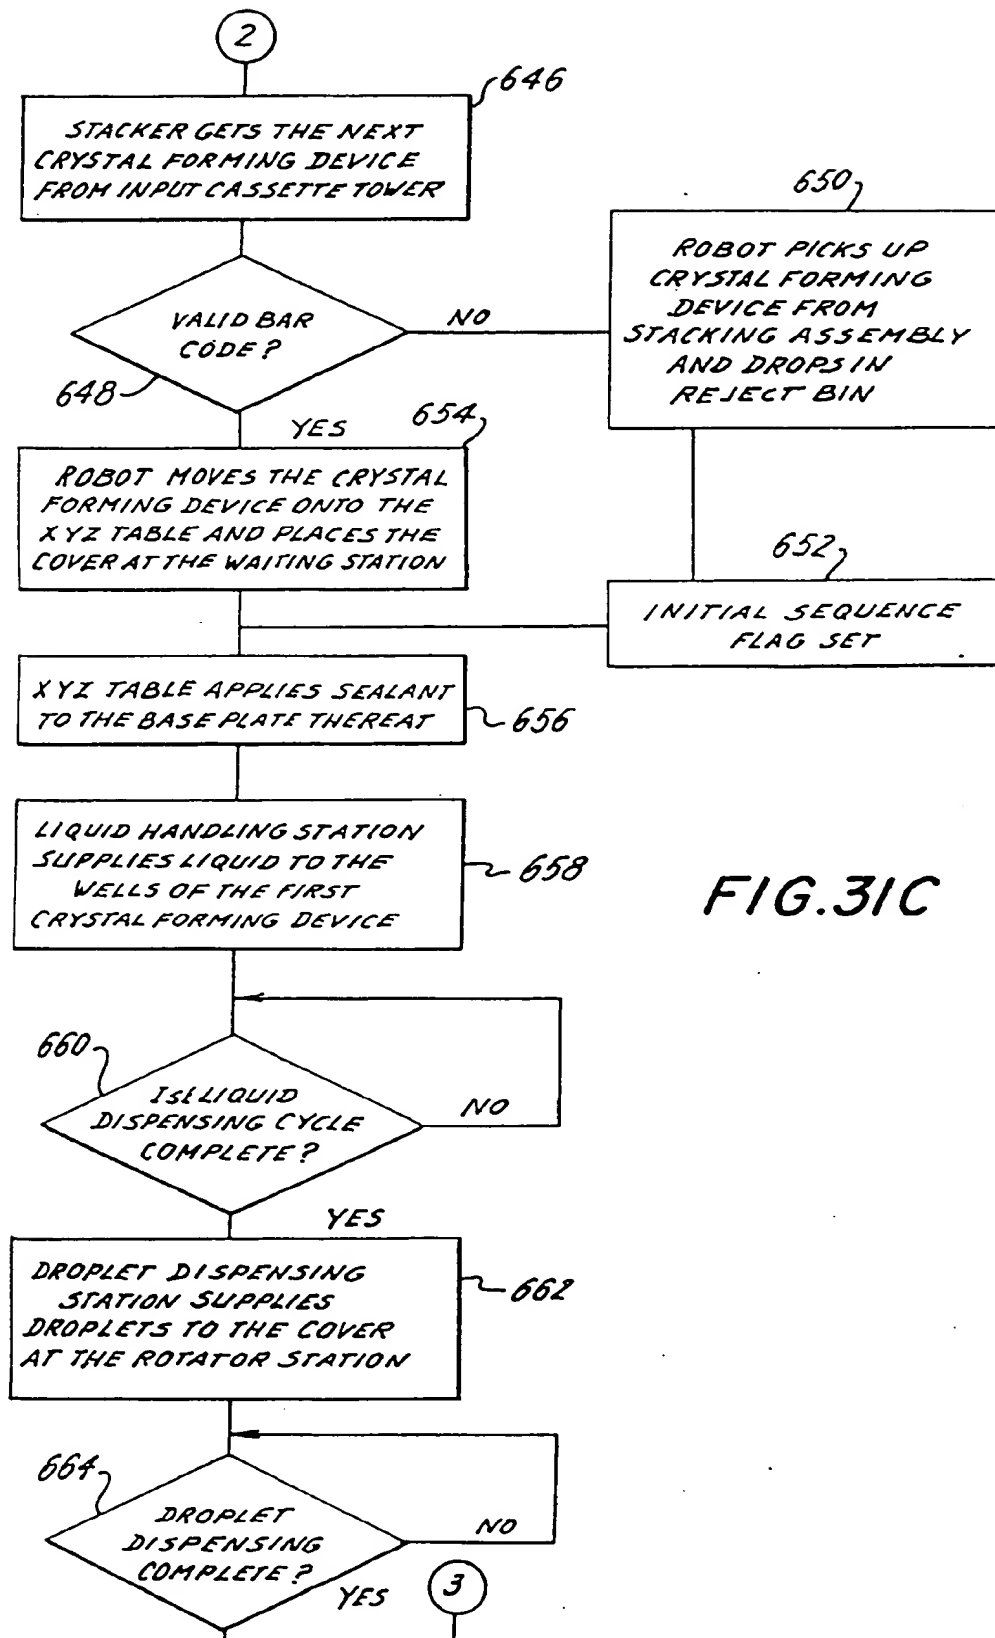 2
646
STACKER GETS THE NEXT
CRYSTAL FORMING DEVICE
FROM INPUT CASSETTE TOWER
650
ROBOT PICKS UP
CRYSTAL FORMING
DEVICE FROM
STACKING ASSEMBLY
AND DROPS IN
REJECT BIN
VALID BAR
CODE?
NO
648
YES
654
ROBOT MOVES THE CRYSTAL
FORMING DEVICE ONTO THE
XYZ TABLE AND PLACES THE
COVER AT THE WAITING STATION
652
INITIAL SEQUENCE
FLAG SET
XYZ TABLE APPLIES SEALANT
TO THE BASE PLATE THEREAT
656
LIQUID HANDLING STATION
SUPPLIES LIQUID TO THE
WELLS OF THE FIRST
CRYSTAL FORMING DEVICE
658
FIG.31C
660
1st LIQUID
DISPENSING CYCLE
COMPLETE?
NO
YES
DROPLET DISPENSING
STATION SUPPLIES
DROPLETS TO THE COVER
AT THE ROTATOR STATION
662
664
DROPLET
DISPENSING
COMPLETE?
NO
YES
3